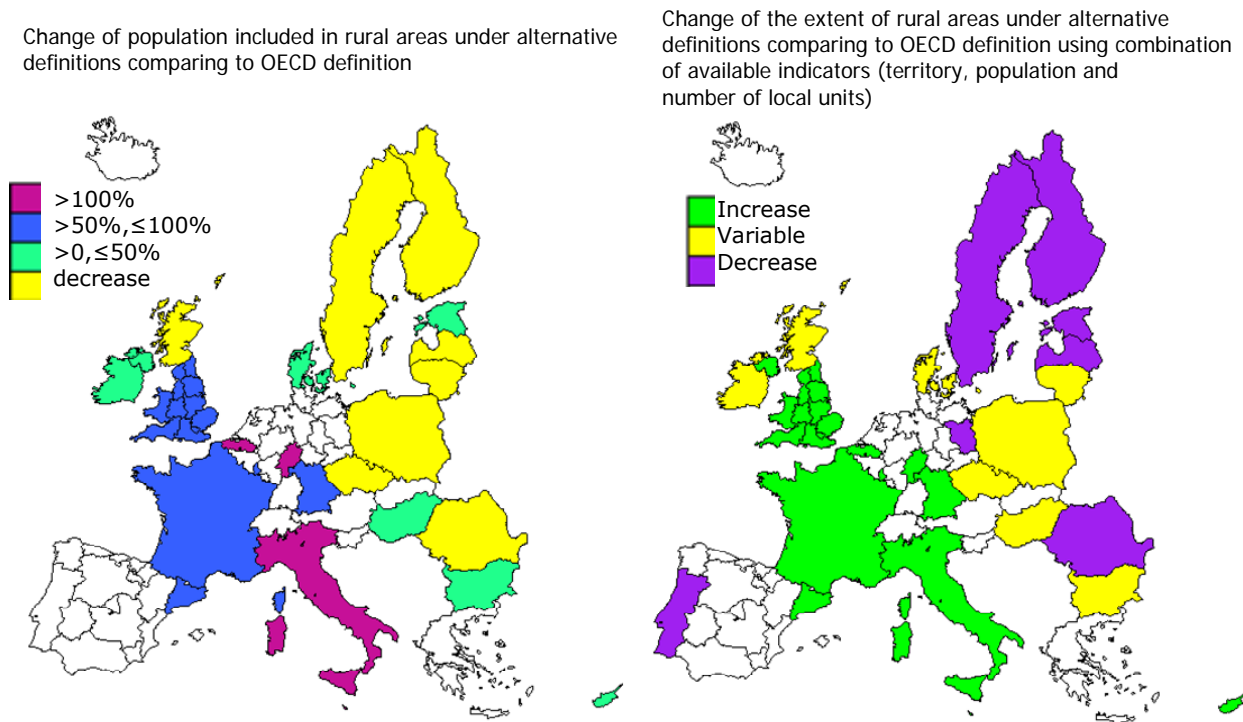 Change of population included in rural areas under alternative
definitions comparing to OECD definition
>100%
>50%,≤100%
>0,≤50%
decrease
Change of the extent of rural areas under alternative
definitions comparing to OECD definition using combination
of available indicators (territory, population and
number of local units)
Increase
Variable
Decrease